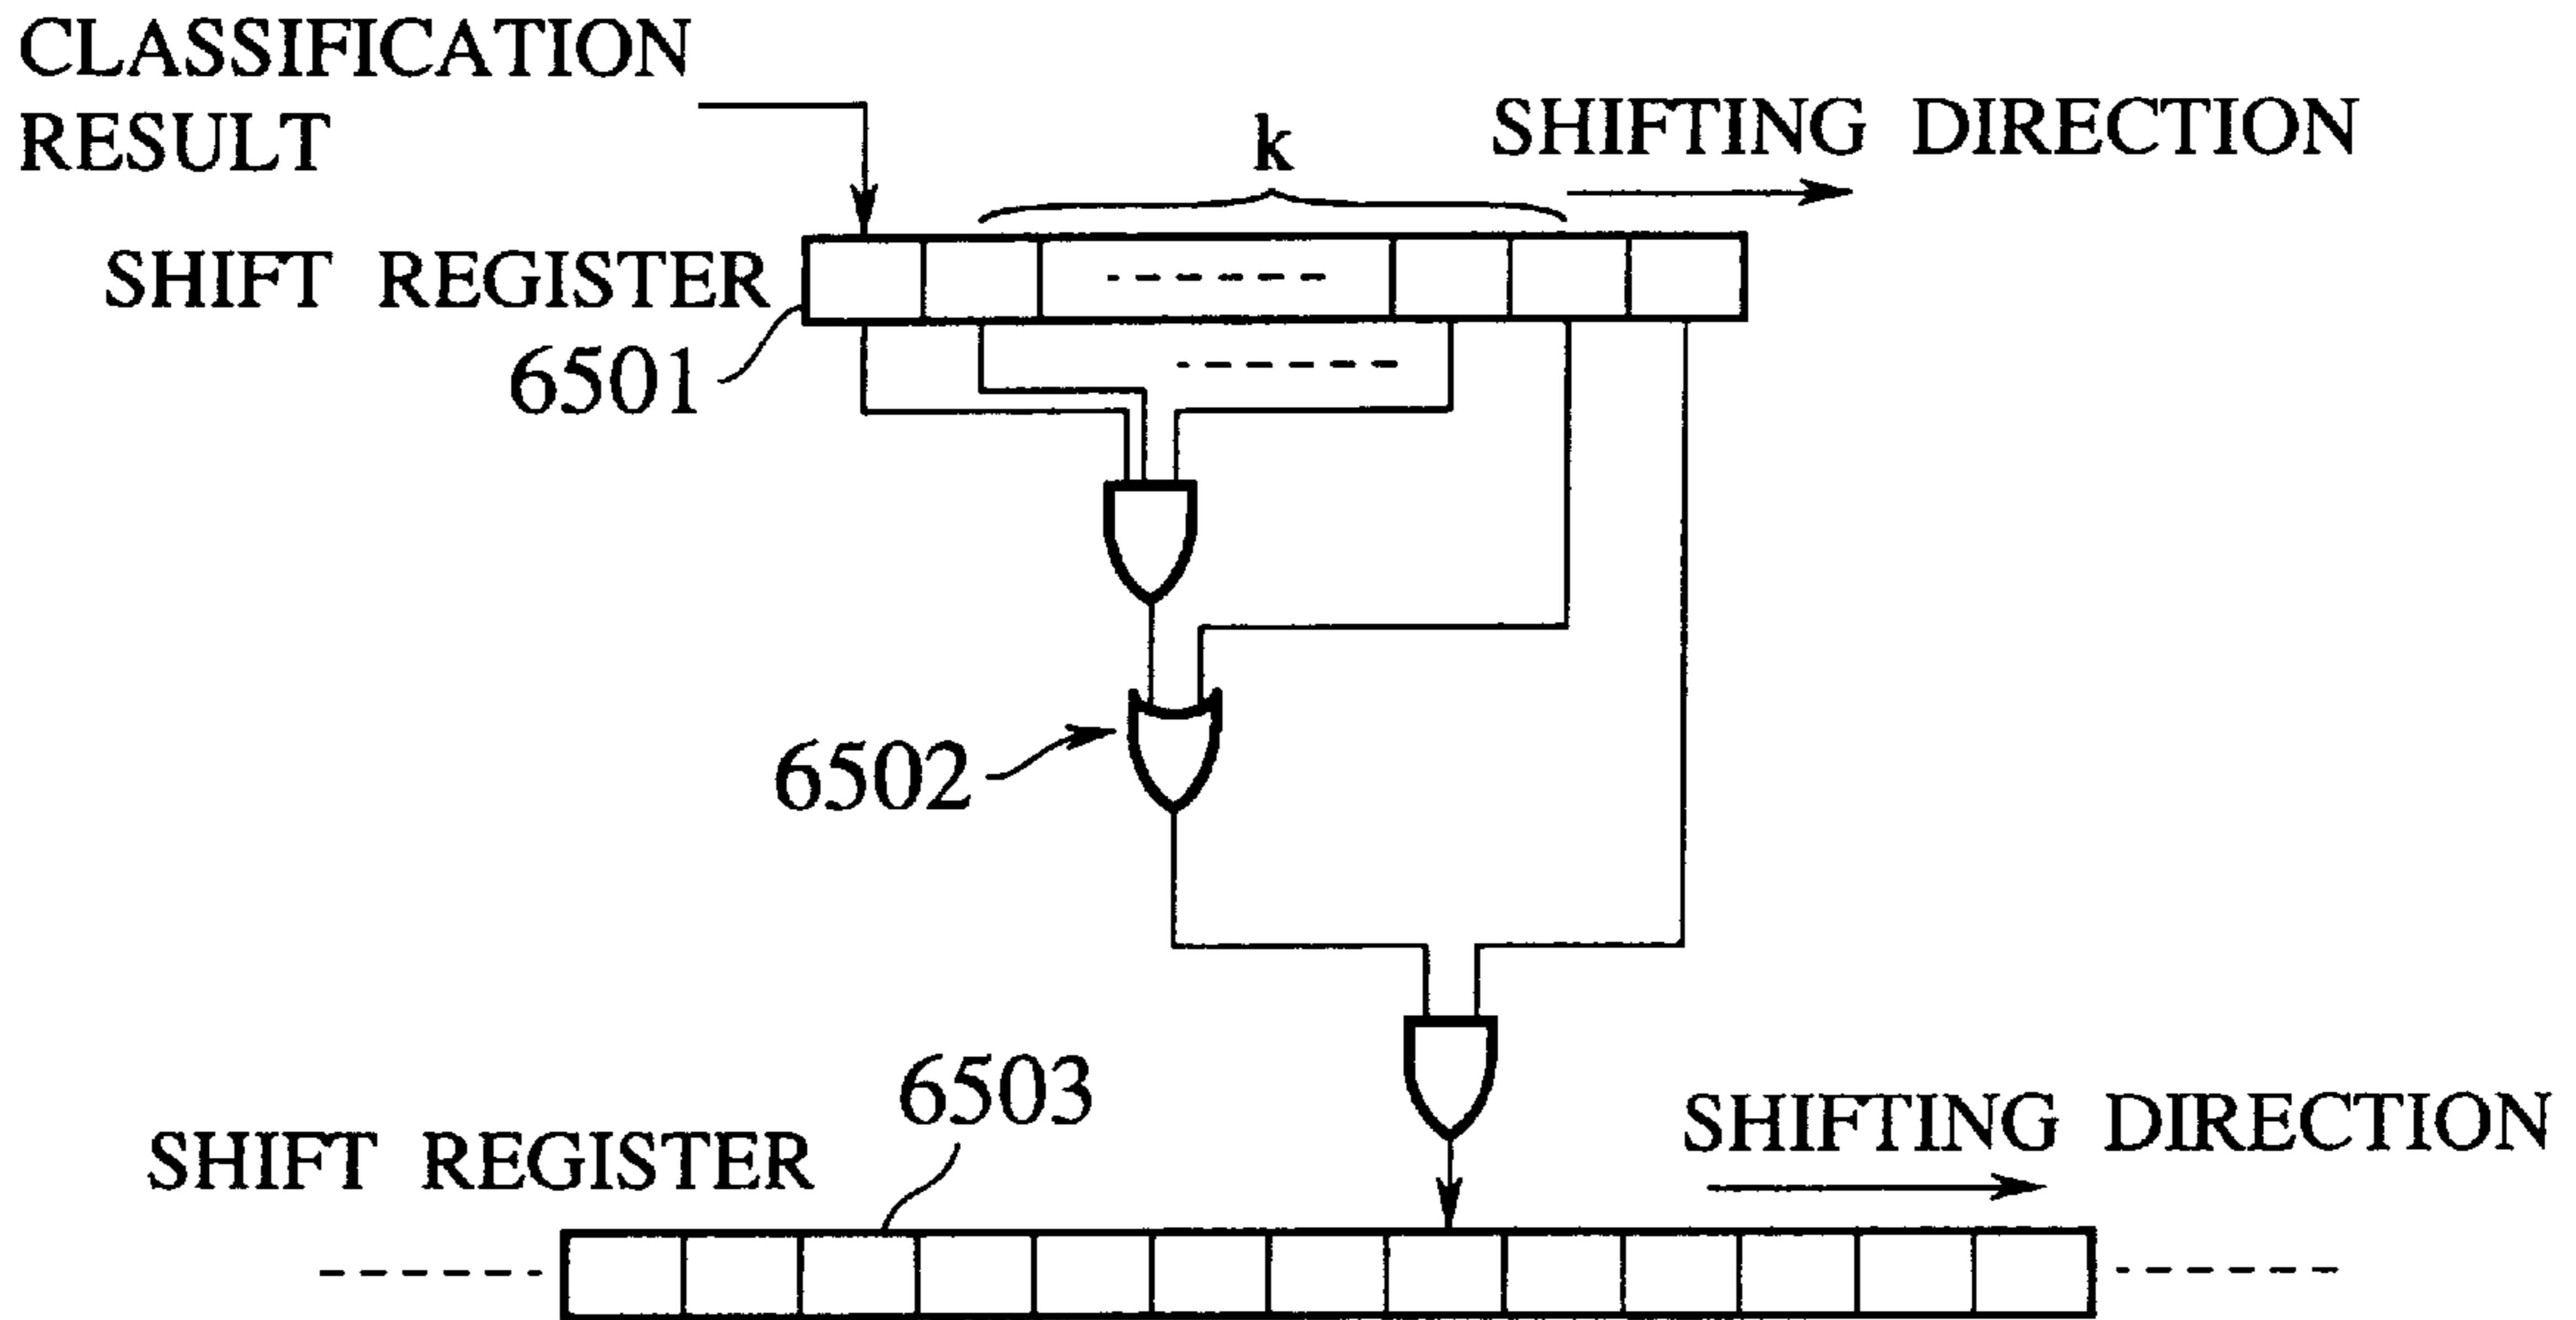 CLASSIFICATION
RESULT
k
SHIFTING DIRECTION
SHIFT REGISTER
6501
6502
6503
SHIFT REGISTER
SHIFTING DIRECTION